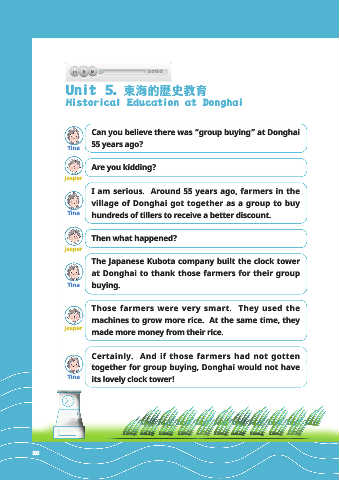 Unit 5. 東海的歷史教育
Historical Education at Donghai
Tina
Can you believe there was "group buying" at Donghai
55 years ago?
Jasper
Are you kidding?
Tina
I am serious. Around 55 years ago, farmers in the
village of Donghai got together as a group to buy
hundreds of tillers to receive a better discount.
Jasper
Then what happened?
Tina
The Japanese Kubota company built the clock tower
at Donghai to thank those farmers for their group
buying.
Jasper
Those farmers were very smart. They used the
machines to grow more rice. At the same time, they
made more money from their rice.
Tina
Certainly. And if those farmers had not gotten
together for group buying, Donghai would not have
its lovely clock tower!